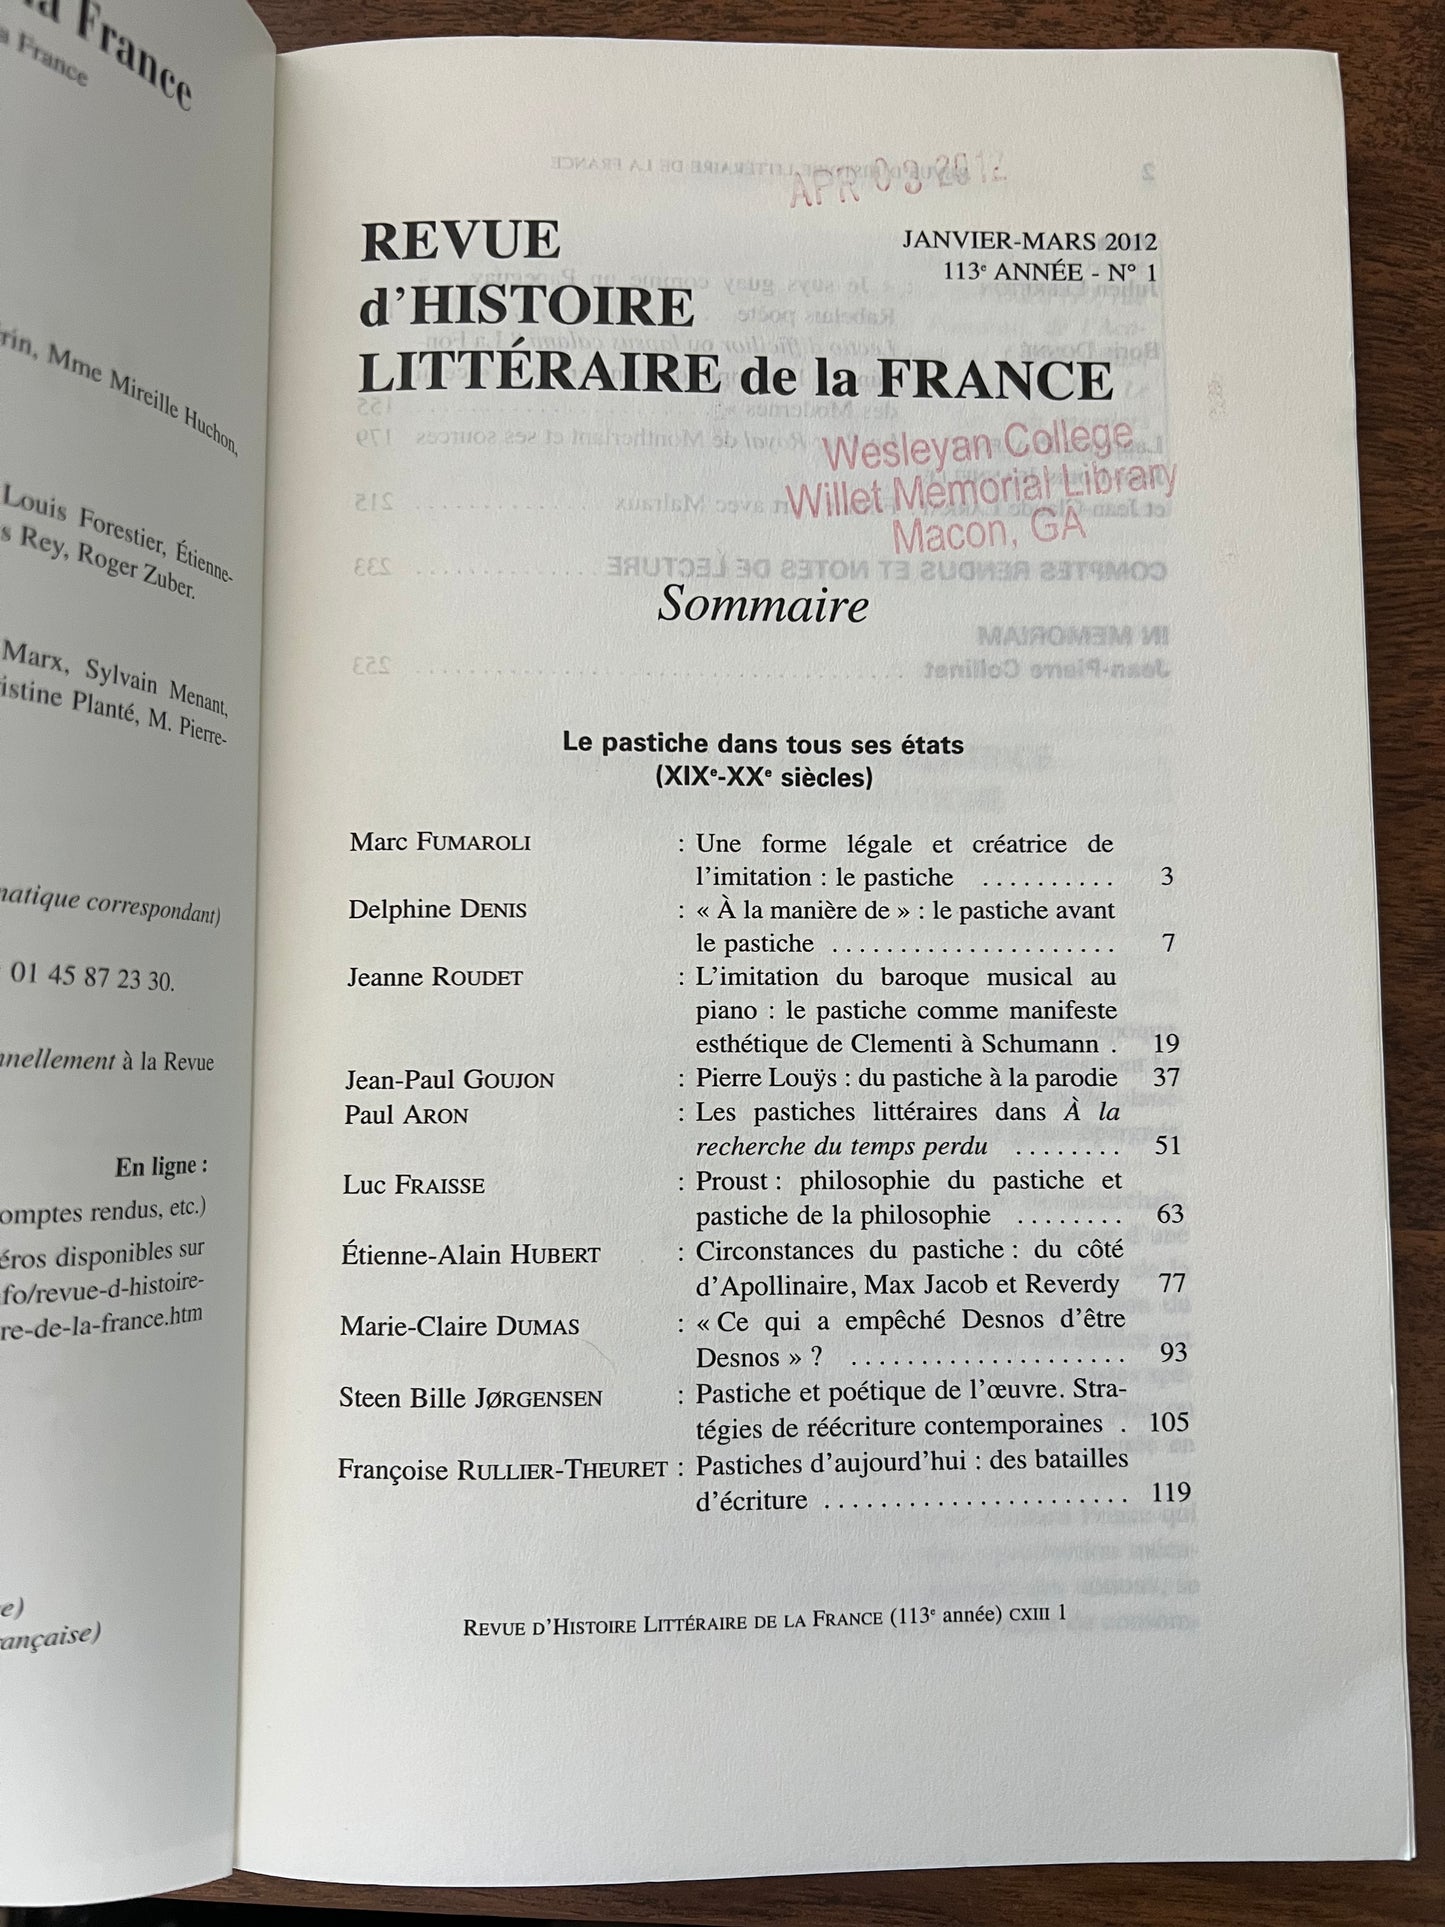 la France
a France
rin, Mme Mireille Huchon,
Louis Forestier, Étienne-
s Rey, Roger Zuber.
Marx, Sylvain Menant,
istine Planté, M. Pierre-
matique correspondant)
01 45 87 23 30.
nnellement à la Revue
En ligne :
omptes rendus, etc.)
éros disponibles sur
fo/revue-d-histoire-
re-de-la-france.htm
e)
rançaise)
APR 03 2012
REVUE
d'HISTOIRE
LITTÉRAIRE de la FRANCE
JANVIER-MARS 2012
113e ANNÉE - N° 1
Wesleyan College
Willet Memorial Library
Macon, GA
Sommaire
Le pastiche dans tous ses états
(XIXe-XXe siècles)
Marc FUMAROLI : Une forme légale et créatrice de
l'imitation : le pastiche .......... 3
Delphine DENIS : « À la manière de » : le pastiche avant
le pastiche ..................... 7
Jeanne ROUDET : L'imitation du baroque musical au
piano : le pastiche comme manifeste
esthétique de Clementi à Schumann . 19
Jean-Paul GOUJON : Pierre Louÿs : du pastiche à la parodie 37
Paul ARON : Les pastiches littéraires dans À la
recherche du temps perdu ........ 51
Luc FRAISSE : Proust : philosophie du pastiche et
pastiche de la philosophie ........ 63
Étienne-Alain HUBERT : Circonstances du pastiche : du côté
d'Apollinaire, Max Jacob et Reverdy 77
Marie-Claire DUMAS : « Ce qui a empêché Desnos d'être
Desnos » ? .................... 93
Steen Bille JØRGENSEN : Pastiche et poétique de l'œuvre. Stra-
tégies de réécriture contemporaines . 105
Françoise RULLIER-THEURET : Pastiches d'aujourd'hui : des batailles
d'écriture ...................... 119
REVUE D'HISTOIRE LITTÉRAIRE DE LA FRANCE (113e année) CXIII 1